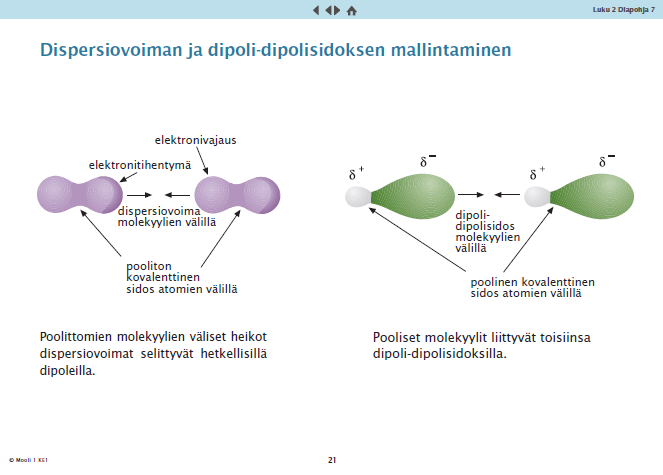 Luku 2 Diapohja 7
Dispersiovoiman ja dipoli-dipolisidoksen mallintaminen
elektronivajaus
elektronitihentymä
dispersiovoima
molekyylien välillä
pooliton
kovalenttinen
sidos atomien välillä
δ +
δ −
δ +
δ −
dipoli-
dipolisidos
molekyylien
välillä
poolinen kovalenttinen
sidos atomien välillä
Poolittomien molekyylien väliset heikot
dispersiovoimat selittyvät hetkellisillä
dipoleilla.
Pooliset molekyylit liittyvät toisiinsa
dipoli-dipolisidoksilla.
© Mooli 1 KE1
21